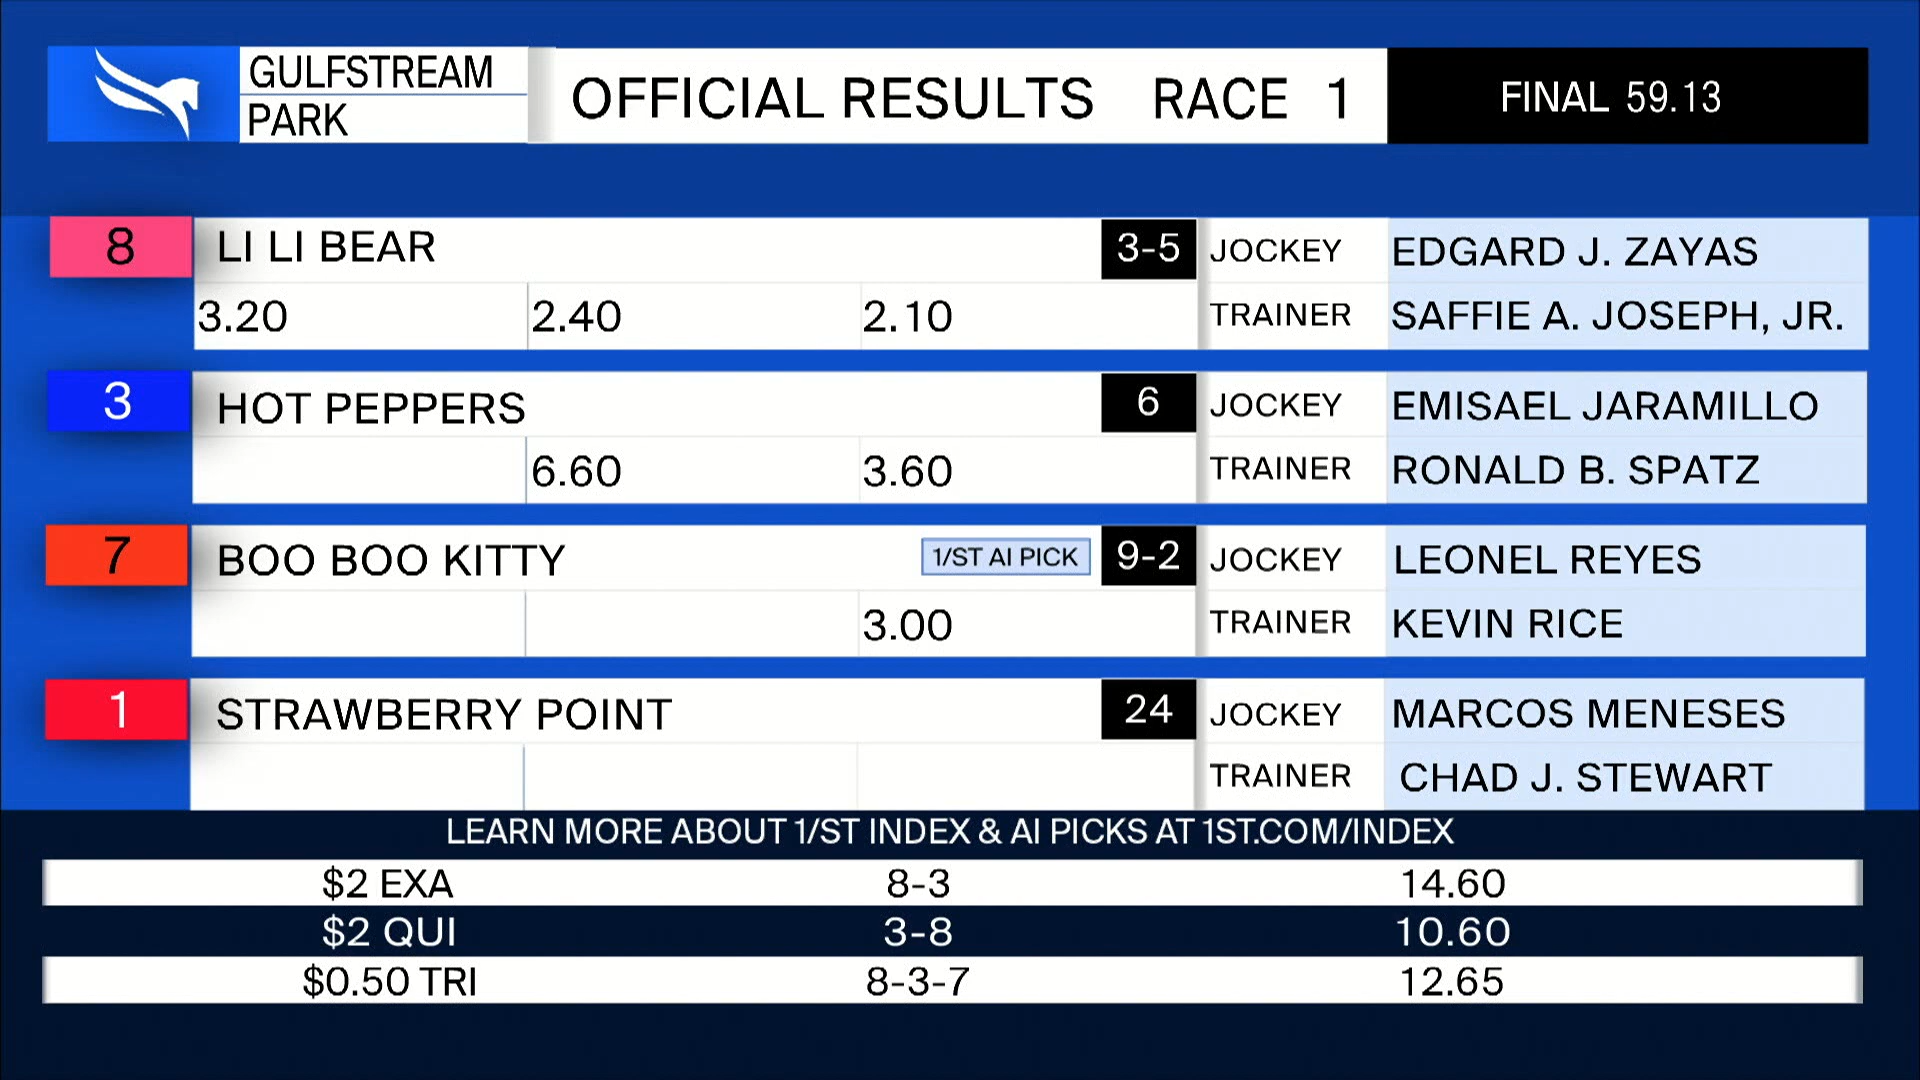 GULFSTREAM
PARK
OFFICIAL RESULTS RACE 1
FINAL 59.13
8 LI LI BEAR 3-5 JOCKEY EDGARD J. ZAYAS
3.20 2.40 2.10 TRAINER SAFFIE A. JOSEPH, JR.
3 HOT PEPPERS 6 JOCKEY EMISAEL JARAMILLO
6.60 3.60 TRAINER RONALD B. SPATZ
7 BOO BOO KITTY 1/ST AI PICK 9-2 JOCKEY LEONEL REYES
3.00 TRAINER KEVIN RICE
1 STRAWBERRY POINT 24 JOCKEY MARCOS MENESES
TRAINER CHAD J. STEWART
LEARN MORE ABOUT 1/ST INDEX & AI PICKS AT 1ST.COM/INDEX
$2 EXA 8-3 14.60
$2 QUI 3-8 10.60
$0.50 TRI 8-3-7 12.65